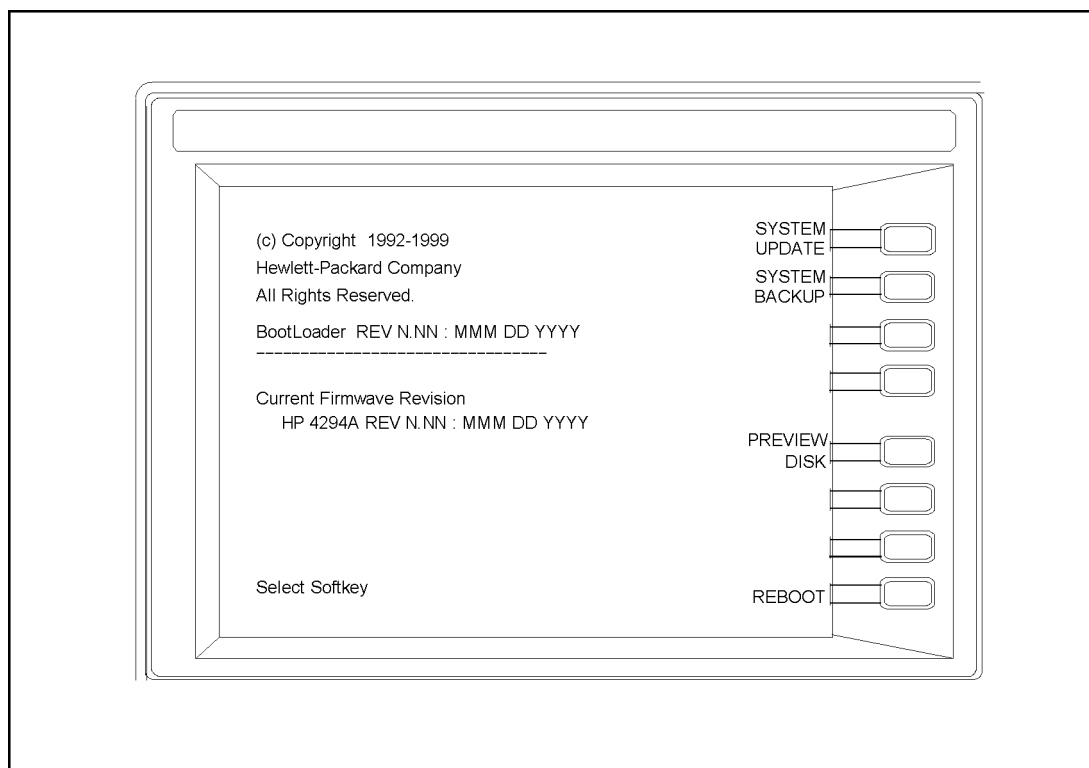 (c) Copyright 1992-1999
Hewlett-Packard Company
All Rights Reserved.
BootLoader REV N.NN : MMM DD YYYY
----------------------------------
Current Firmwave Revision
HP 4294A REV N.NN : MMM DD YYYY
Select Softkey
SYSTEM
UPDATE
SYSTEM
BACKUP
PREVIEW
DISK
REBOOT